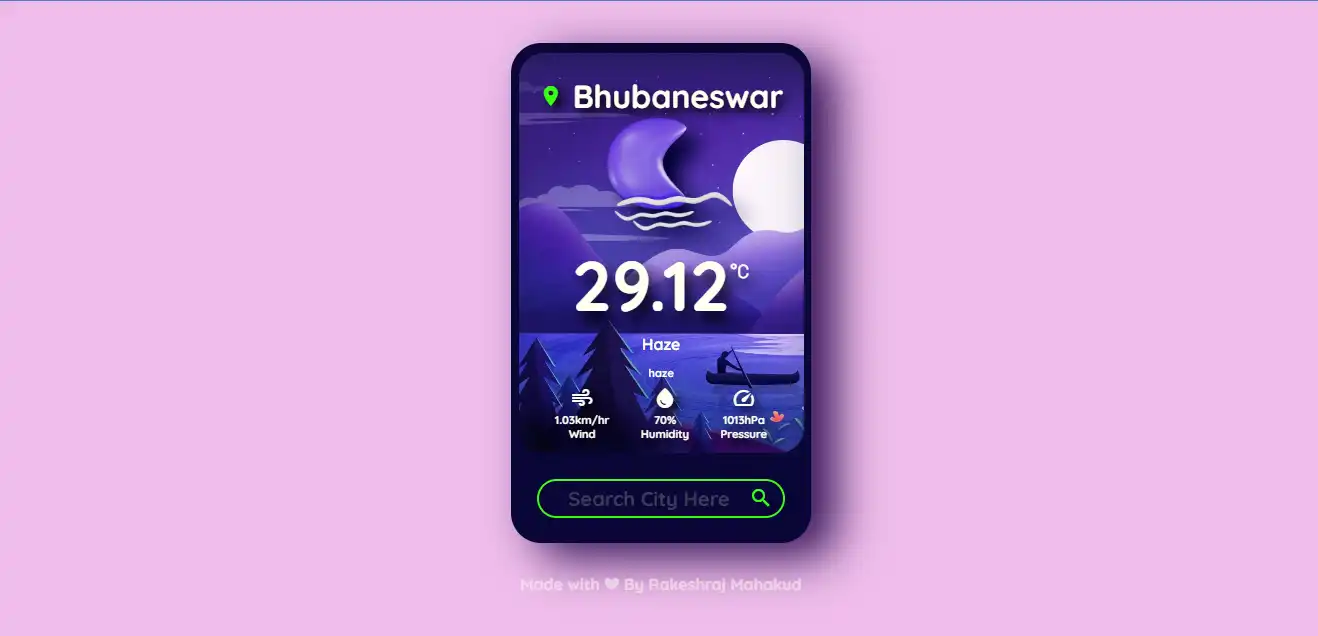 Bhubaneswar
29.12°C
Haze
haze
1.03km/hr 70% 1013hPa
Wind Humidity Pressure
Search City Here
Made with ❤ By Rakeshraj Mahakud